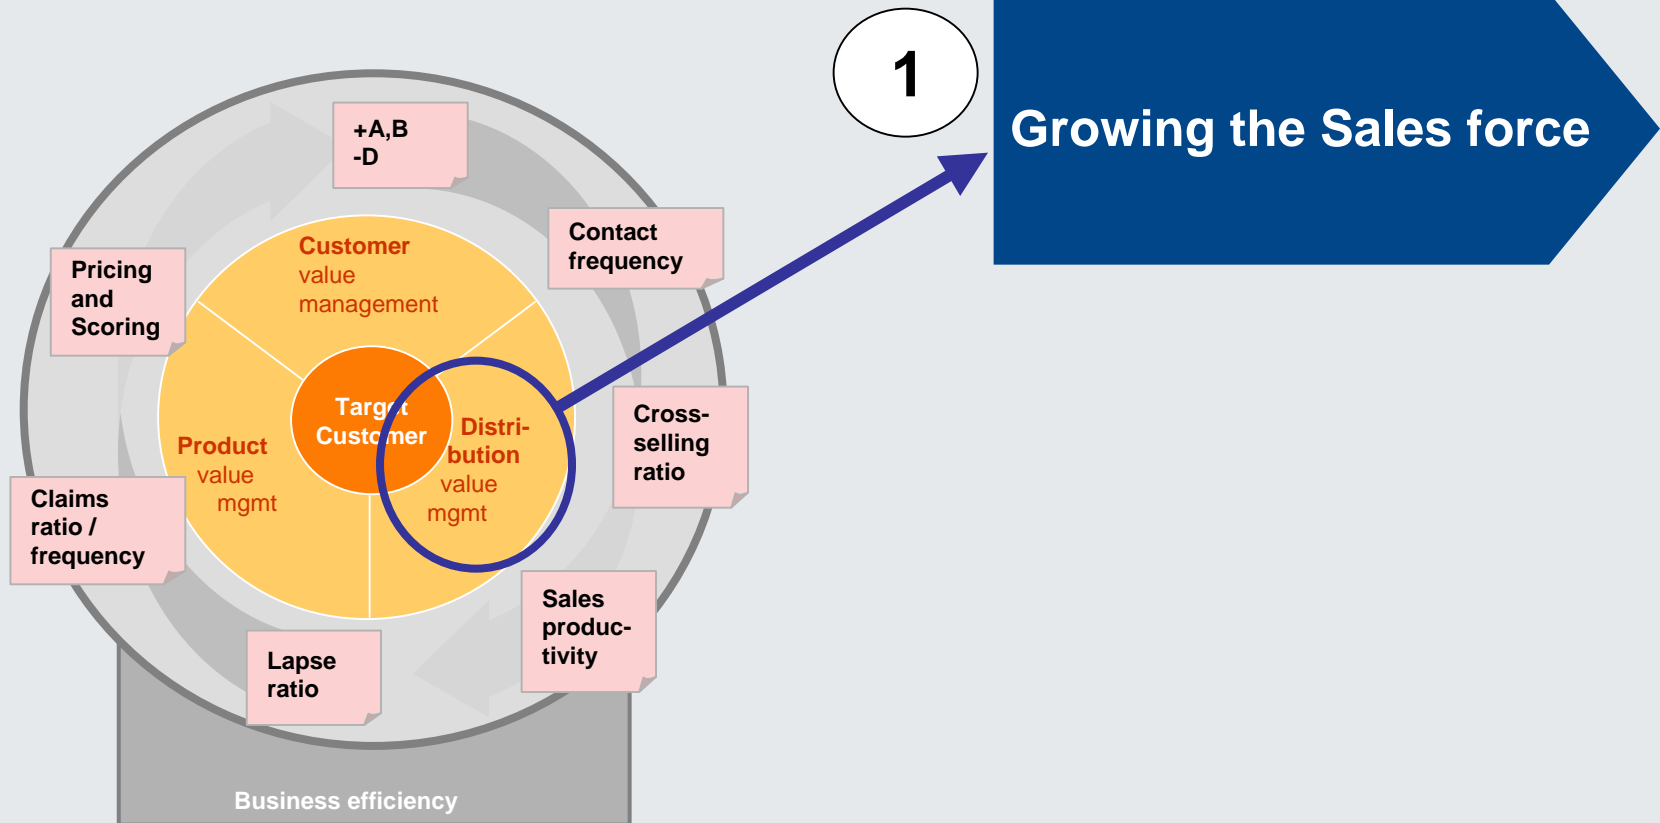 1
Growing the Sales force
+A,B
-D
Contact
frequency
Cross-
selling
ratio
Sales
produc-
tivity
Lapse
ratio
Claims
ratio /
frequency
Pricing
and
Scoring
Customer
value
management
Target
Customer
Distri-
bution
value
mgmt
Product
value
mgmt
Business efficiency